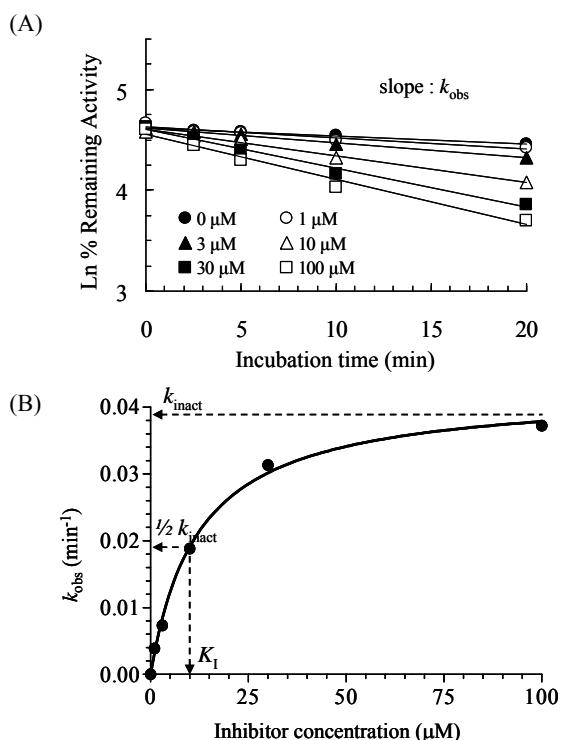 (A)
Ln % Remaining Activity
5
4
3
slope : kobs
0 μM
1 μM
3 μM
10 μM
30 μM
100 μM
0
5
10
15
20
Incubation time (min)
(B)
kobs (min-1)
0.04
0.03
0.02
0.01
0.00
kinact
½ kinact
KI
0
25
50
75
100
Inhibitor concentration (μM)